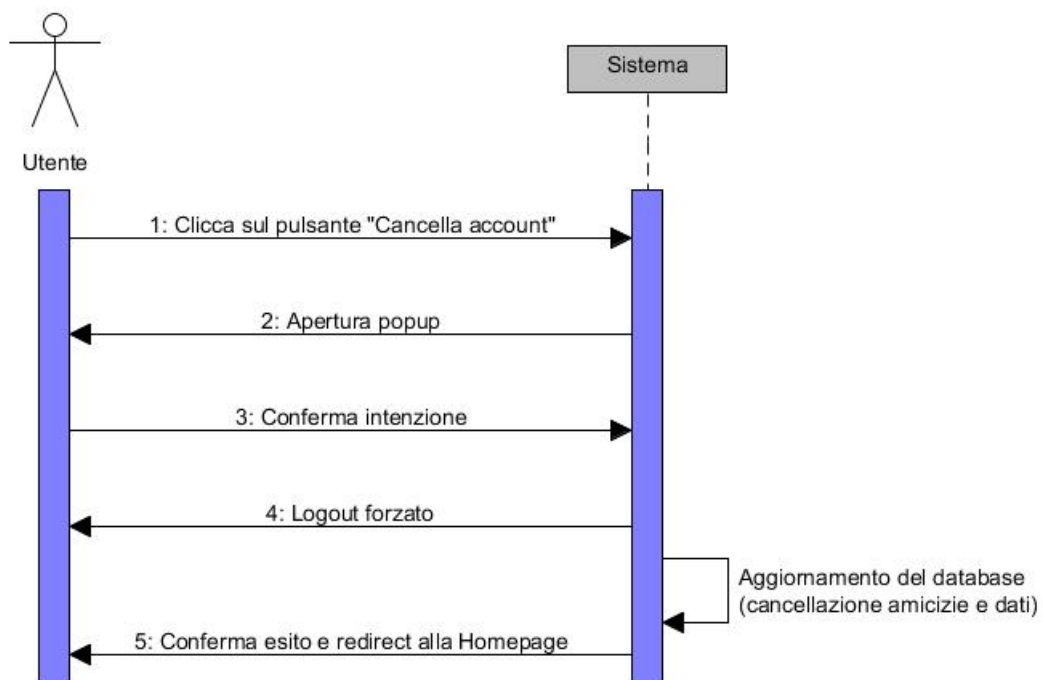 Sistema
Utente
1: Clicca sul pulsante "Cancella account"
2: Apertura popup
3: Conferma intenzione
4: Logout forzato
Aggiornamento del database
(cancellazione amicizie e dati)
5: Conferma esito e redirect alla Homepage